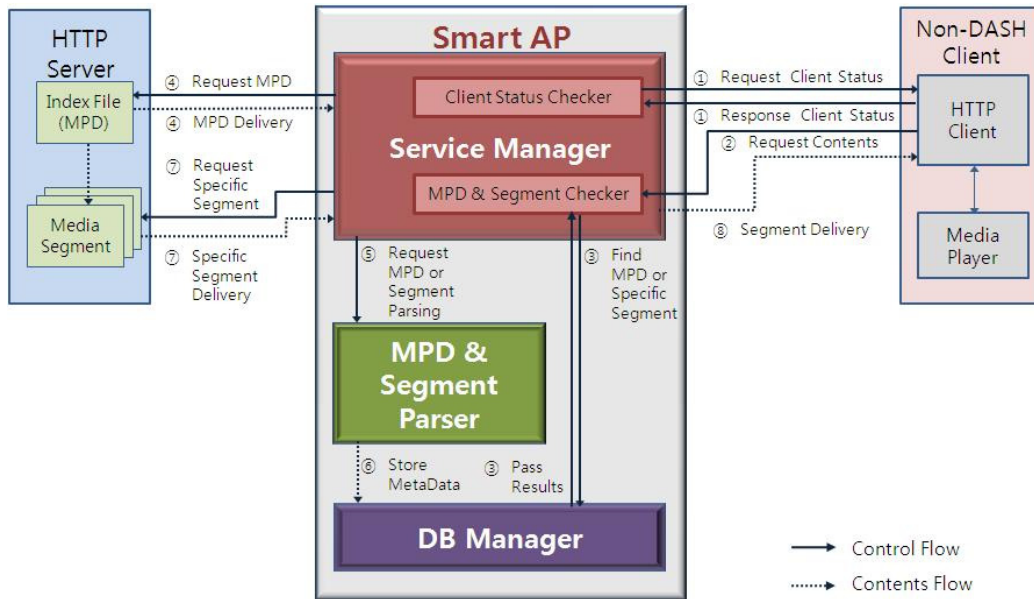 HTTP
Server
Index File
(MPD)
Media
Segment
④ Request MPD
④ MPD Delivery
⑦ Request
Specific
Segment
⑦ Specific
Segment
Delivery
Smart AP
Client Status Checker
Service Manager
MPD & Segment Checker
⑤ Request
MPD or
Segment
Parsing
③ Find
MPD or
Specific
Segment
MPD &
Segment
Parser
⑥ Store
MetaData
③ Pass
Results
DB Manager
① Request Client Status
① Response Client Status
② Request Contents
⑧ Segment Delivery
Non-DASH
Client
HTTP
Client
Media
Player
Control Flow
Contents Flow